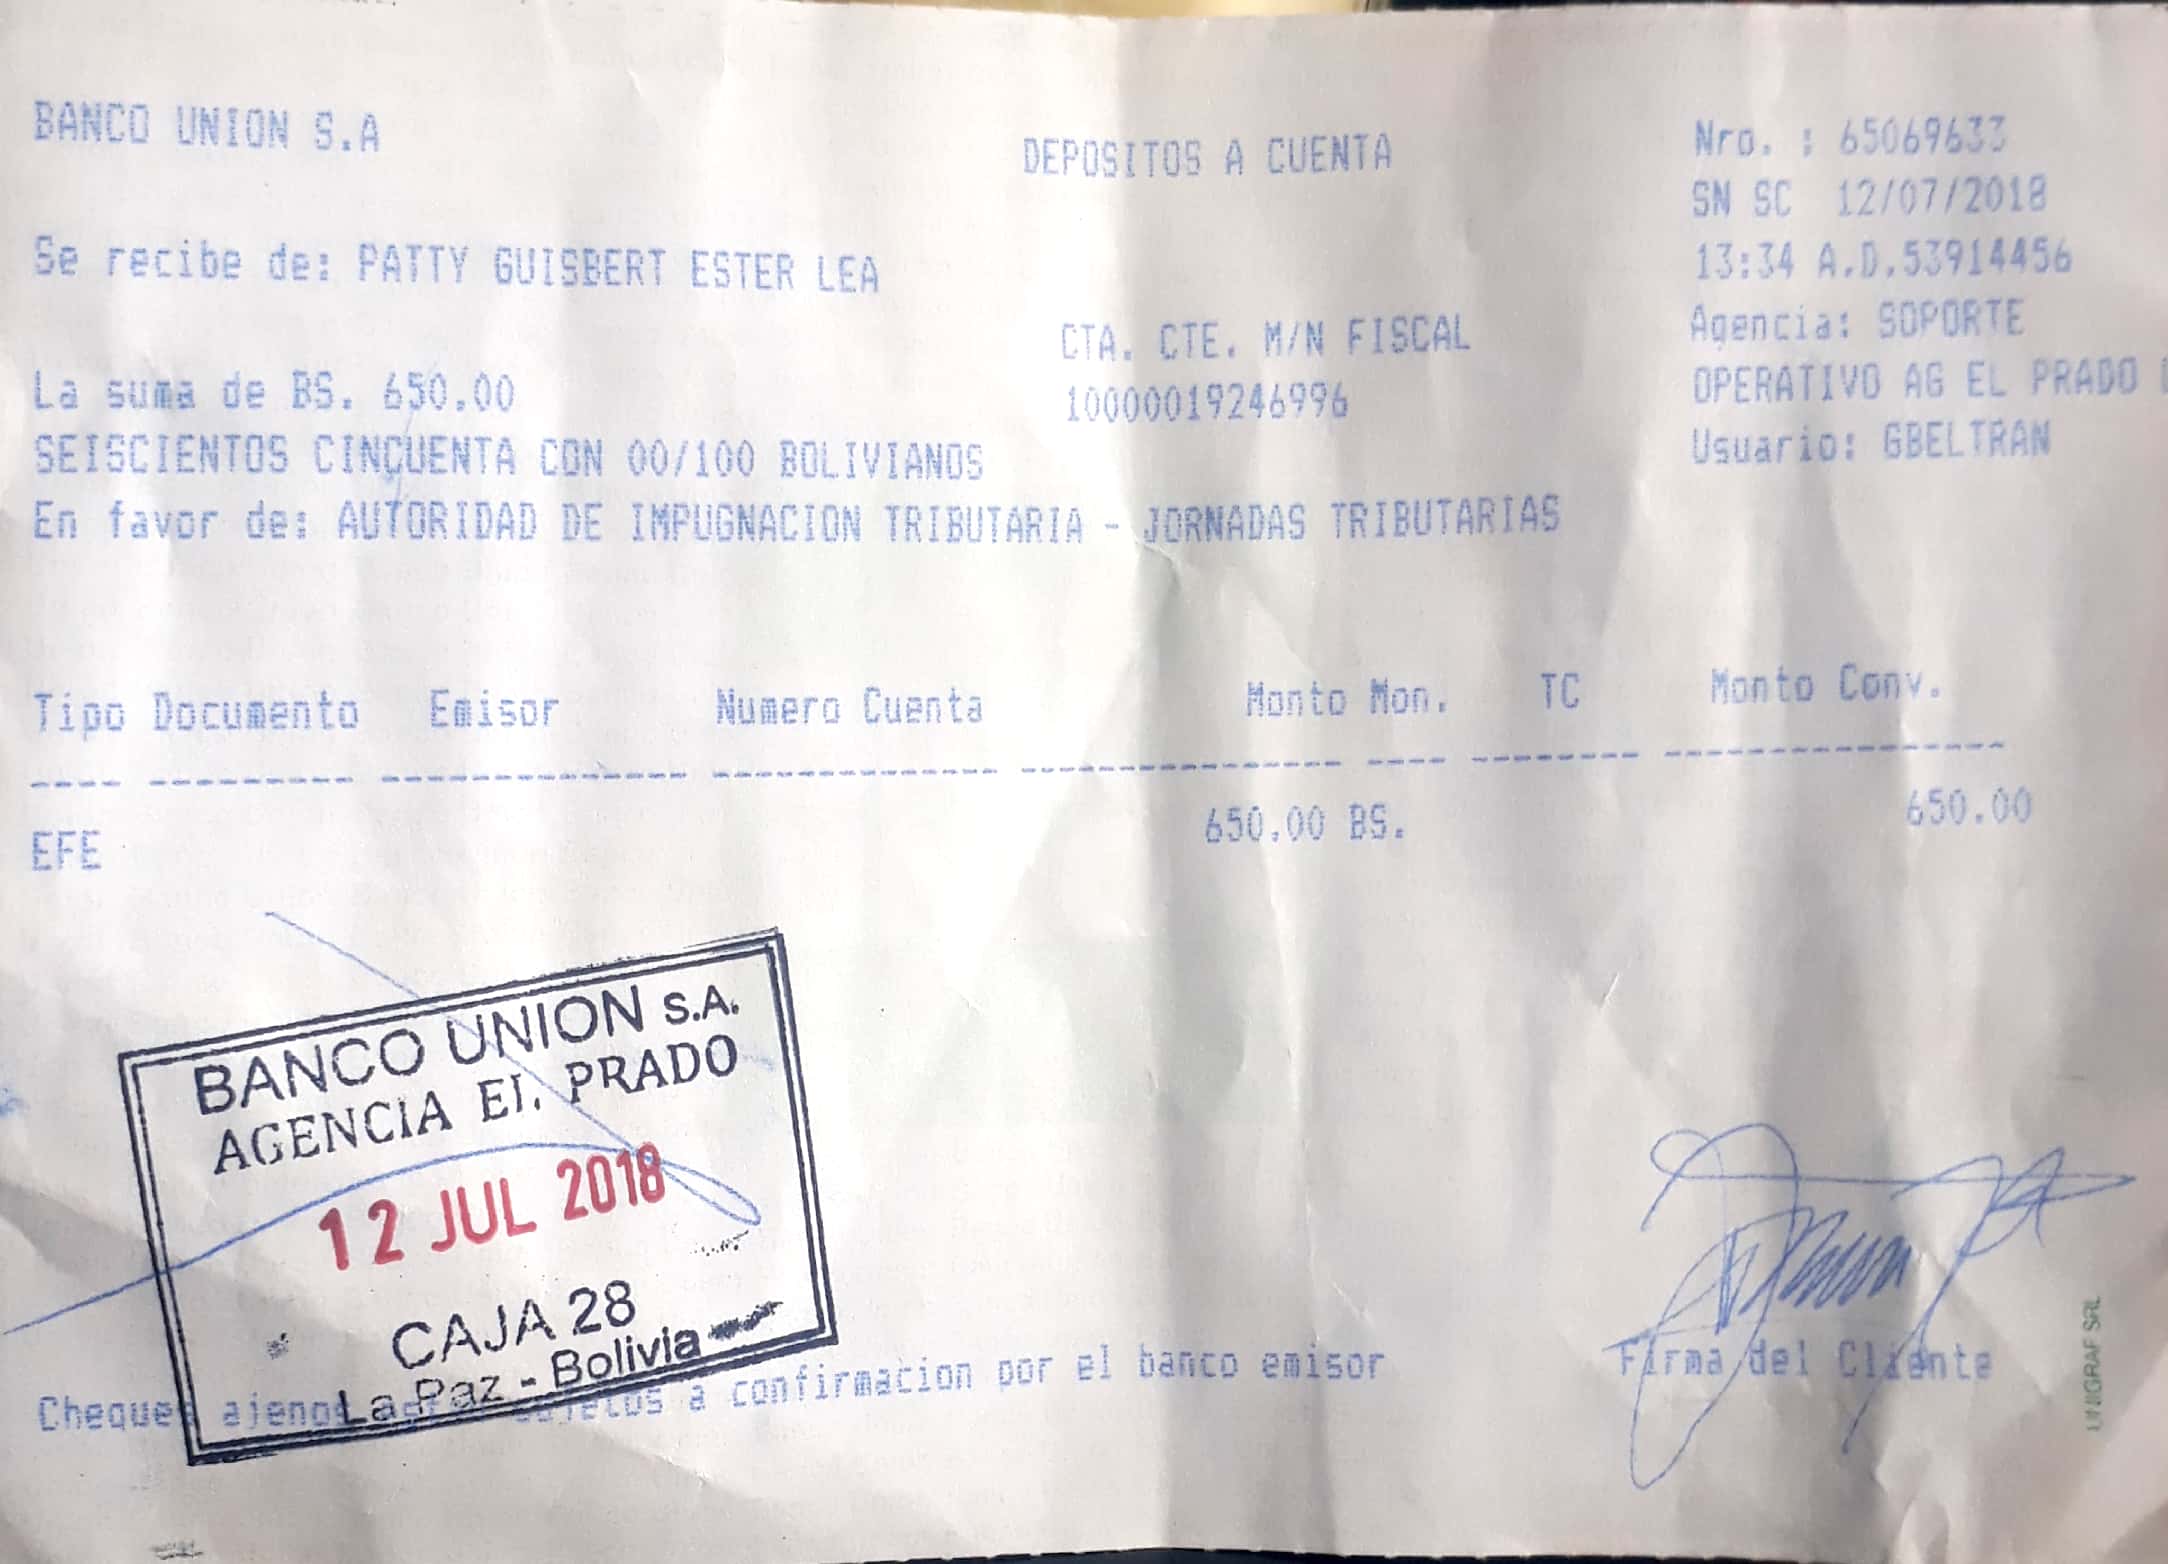 BANCO UNION S.A
DEPOSITOS A CUENTA
Nro. : 65069633
SN SC 12/07/2018
13:34 A.D.53914456
Agencia: SOPORTE
OPERATIVO AG EL PRADO
Usuario: GBELTRAN
Se recibe de: PATTY GUISBERT ESTER LEA
CTA. CTE. M/N FISCAL
10000019246996
La suma de BS. 650.00
SEISCIENTOS CINCUENTA CON 00/100 BOLIVIANOS
En favor de: AUTORIDAD DE IMPUGNACION TRIBUTARIA - JORNADAS TRIBUTARIAS
Tipo Documento Emisor Numero Cuenta Monto Mon. TC Monto Conv.
EFE 650.00 BS. 650.00
BANCO UNION S.A.
AGENCIA EL PRADO
12 JUL 2018
CAJA 28
La Paz - Bolivia
Cheques ajenos sujetos a confirmacion por el banco emisor
Firma del Cliente
UNIGRAF SRL